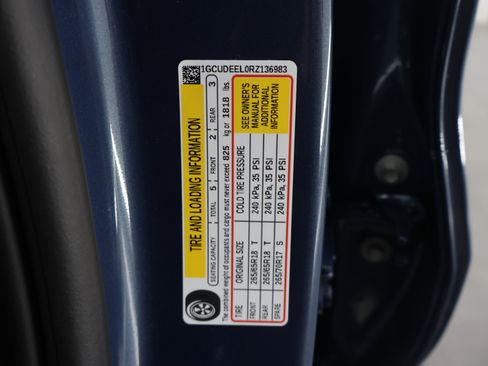 1GCUDEEL0RZ136983
TIRE AND LOADING INFORMATION
SEATING CAPACITY TOTAL 5 FRONT 2 REAR 3
The combined weight of occupants and cargo must never exceed 825 kg or 1818 lbs.
TIRE ORIGINAL SIZE COLD TIRE PRESSURE
FRONT 265/65R18 T 240 kPa, 35 PSI
REAR 265/65R18 T 240 kPa, 35 PSI
SPARE 265/70R17 S 240 kPa, 35 PSI
SEE OWNER'S
MANUAL FOR
ADDITIONAL
INFORMATION